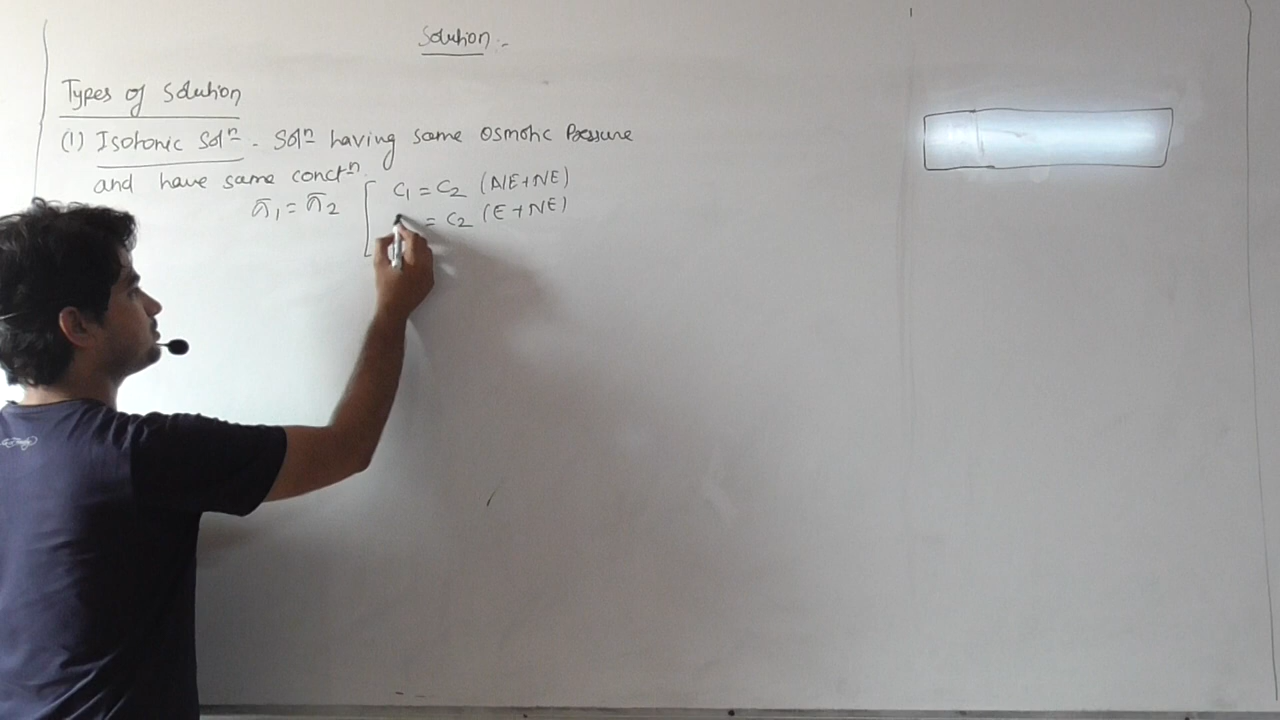 Solution:-
Types of Solution
(1) Isotonic Solⁿ - Solⁿ having same Osmotic Pressure
and have same conctⁿ.
π₁ = π₂
C₁ = C₂ (NE+NE)
= C₂ (E+NE)